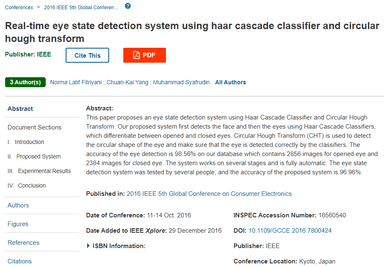 Conferences > 2016 IEEE 5th Global Conferen...
Real-time eye state detection system using haar cascade classifier and circular
hough transform
Publisher: IEEE
Cite This
PDF
3 Author(s)
Norma Latif Fitriyani ; Chuan-Kai Yang ; Muhammad Syafrudin All Authors
Abstract
Document Sections
I. Introduction
II. Proposed System
III. Experimental Results
IV. Conclusion
Authors
Figures
References
Citations
Abstract:
This paper proposes an eye state detection system using Haar Cascade Classifier and Circular Hough
Transform. Our proposed system first detects the face and then the eyes using Haar Cascade Classifiers,
which differentiate between opened and closed eyes. Circular Hough Transform (CHT) is used to detect
the circular shape of the eye and make sure that the eye is detected correctly by the classifiers. The
accuracy of the eye detection is 98.56% on our database which contains 2856 images for opened eye and
2384 images for closed eye. The system works on several stages and is fully automatic. The eye state
detection system was tested by several people, and the accuracy of the proposed system is 96.96%.
Published in: 2016 IEEE 5th Global Conference on Consumer Electronics
Date of Conference: 11-14 Oct. 2016
Date Added to IEEE Xplore: 29 December 2016
ISBN Information:
INSPEC Accession Number: 16560540
DOI: 10.1109/GCCE.2016.7800424
Publisher: IEEE
Conference Location: Kyoto, Japan